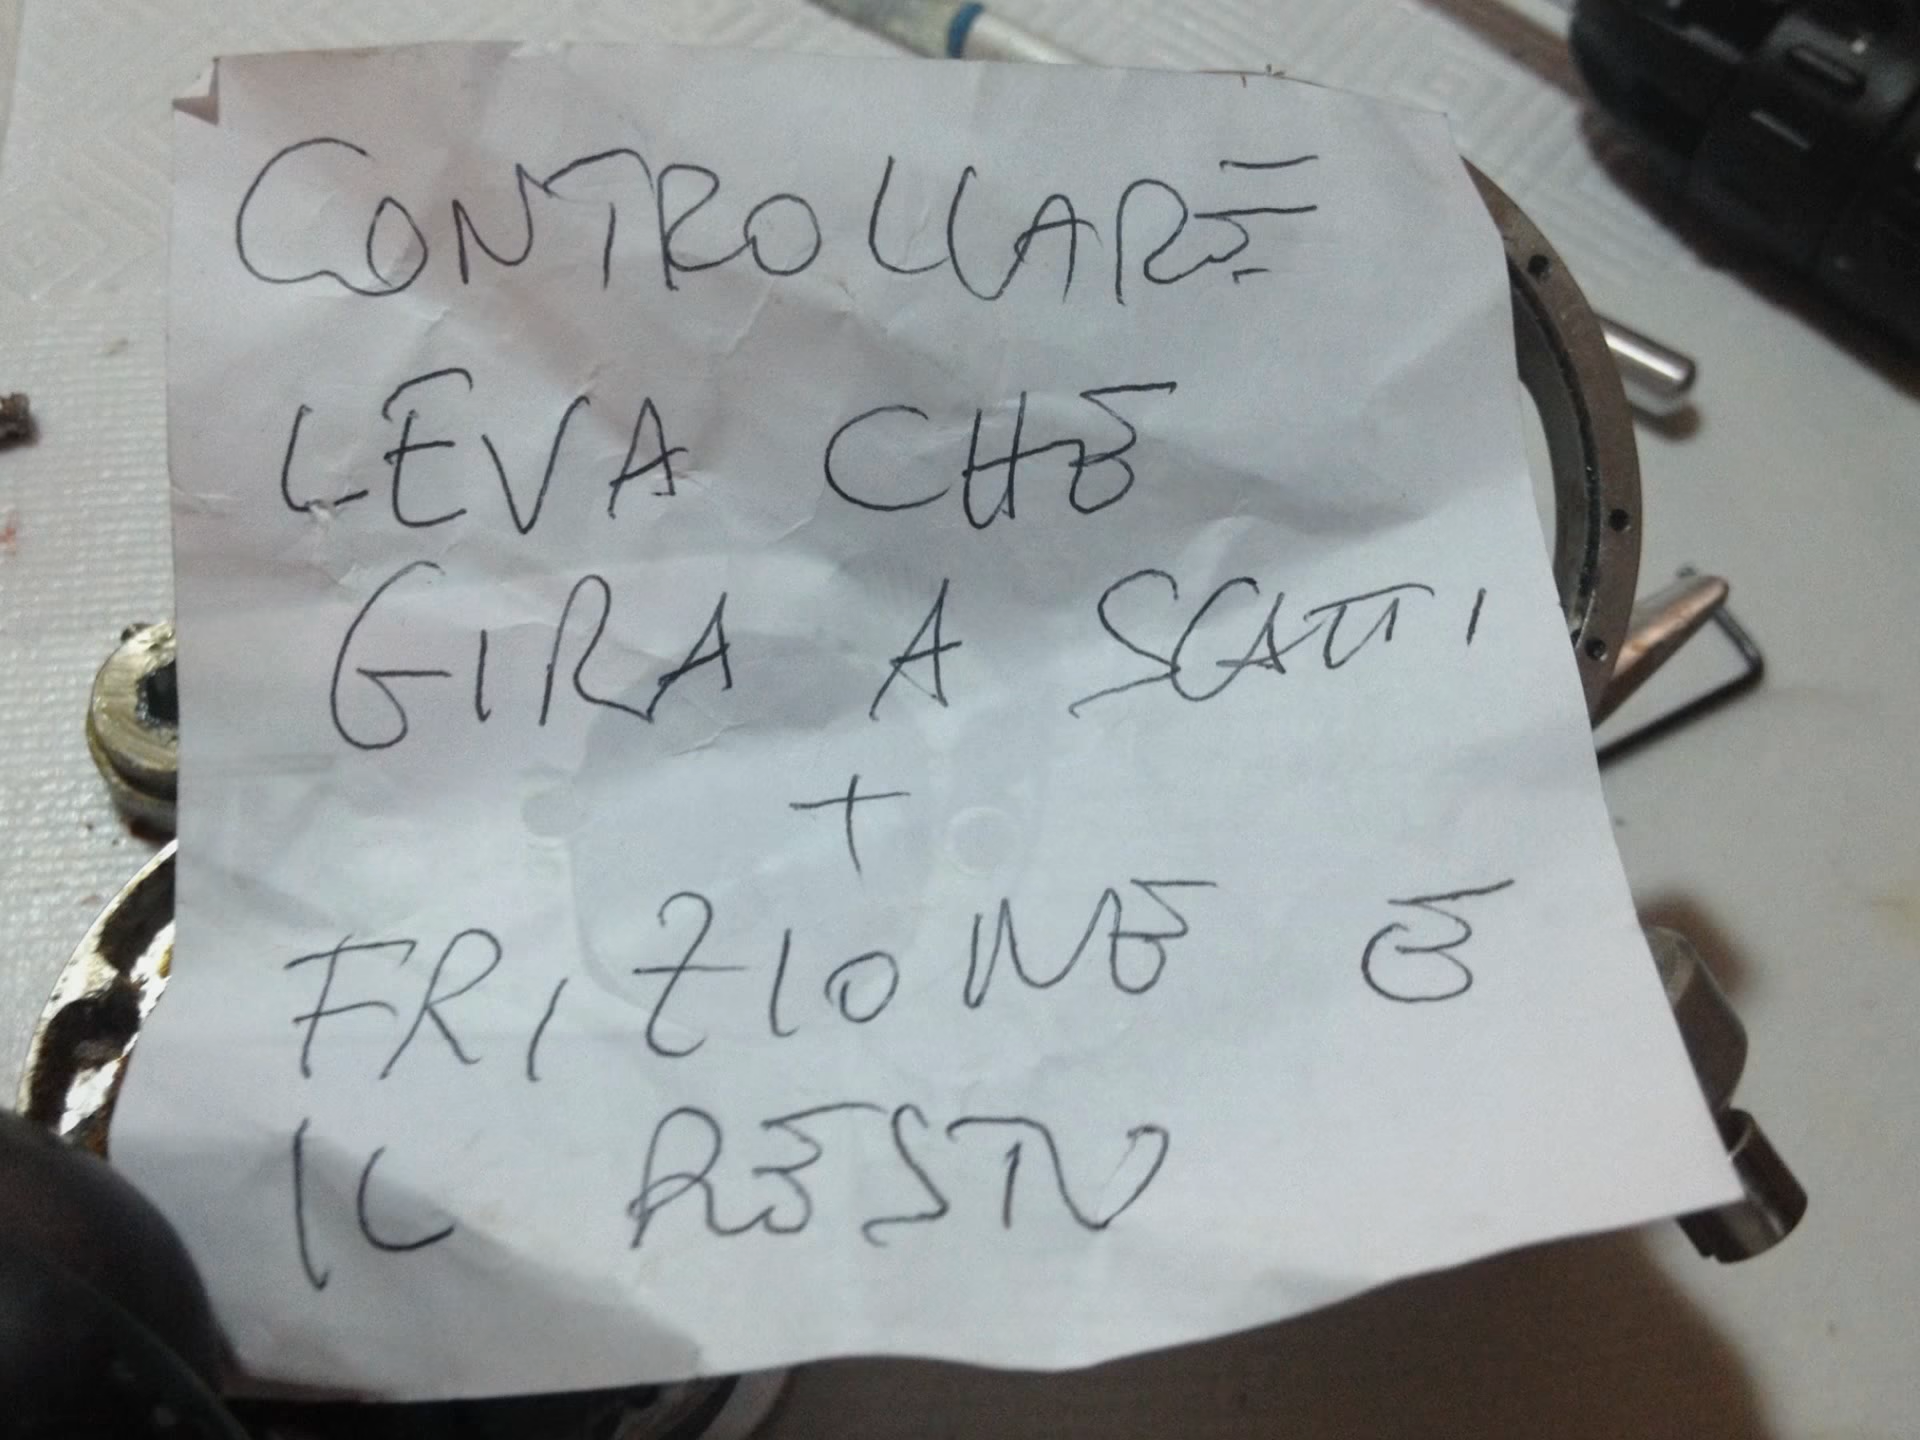 CONTROLLARE
LEVA CHE
GIRA A SCATTI
+
FRIZIONE E
IL RESTO